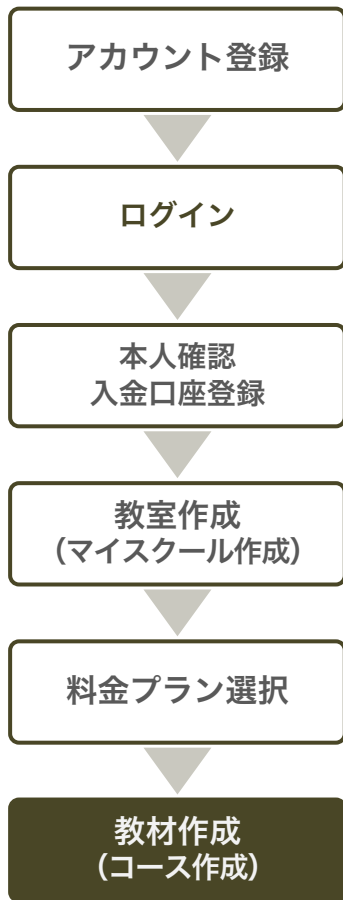 アカウント登録
ログイン
本人確認
入金口座登録
教室作成
（マイスクール作成）
料金プラン選択
教材作成
（コース作成）